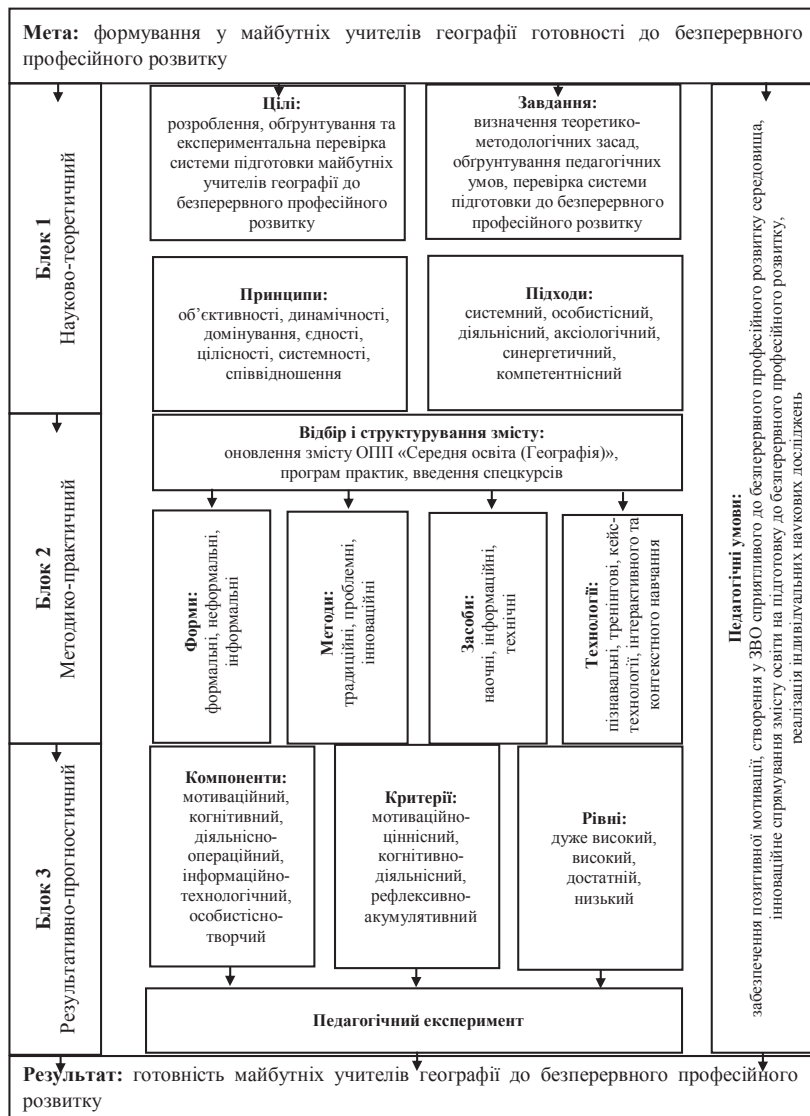 Мета: формування у майбутніх учителів географії готовності до безперервного
професійного розвитку
Блок 1
Науково-теоретичний
Цілі:
розроблення, обґрунтування та
експериментальна перевірка
системи підготовки майбутніх
учителів географії до
безперервного професійного
розвитку
Завдання:
визначення теоретико-
методологічних засад,
обґрунтування педагогічних
умов, перевірка системи
підготовки до безперервного
професійного розвитку
Принципи:
об’єктивності, динамічності,
домінування, єдності,
цілісності, системності,
співвідношення
Підходи:
системний, особистісний,
діяльнісний, аксіологічний,
синергетичний,
компетентнісний
Блок 2
Методико-практичний
Відбір і структурування змісту:
оновлення змісту ОПП «Середня освіта (Географія)»,
програм практик, введення спецкурсів
Форми:
формальні, неформальні,
інформальні
Методи:
традиційні, проблемні,
інноваційні
Засоби:
наочні, інформаційні,
технічні
Технології:
пізнавальні, тренінгові, кейс-
технології, інтерактивного та
контекстного навчання
Блок 3
Результативно-прогностичний
Компоненти:
мотиваційний,
когнітивний,
діяльнісно-
операційний,
інформаційно-
технологічний,
особистісно-
творчий
Критерії:
мотиваційно-
ціннісний,
когнітивно-
діяльнісний,
рефлексивно-
акумулятивний
Рівні:
дуже високий,
високий,
достатній,
низький
Педагогічний експеримент
Педагогічні умови:
забезпечення позитивної мотивації, створення у ЗВО сприятливого до безперервного професійного розвитку середовища,
інноваційне спрямування змісту освіти на підготовку до безперервного професійного розвитку,
реалізація індивідуальних наукових досліджень
Результат: готовність майбутніх учителів географії до безперервного професійного
розвитку